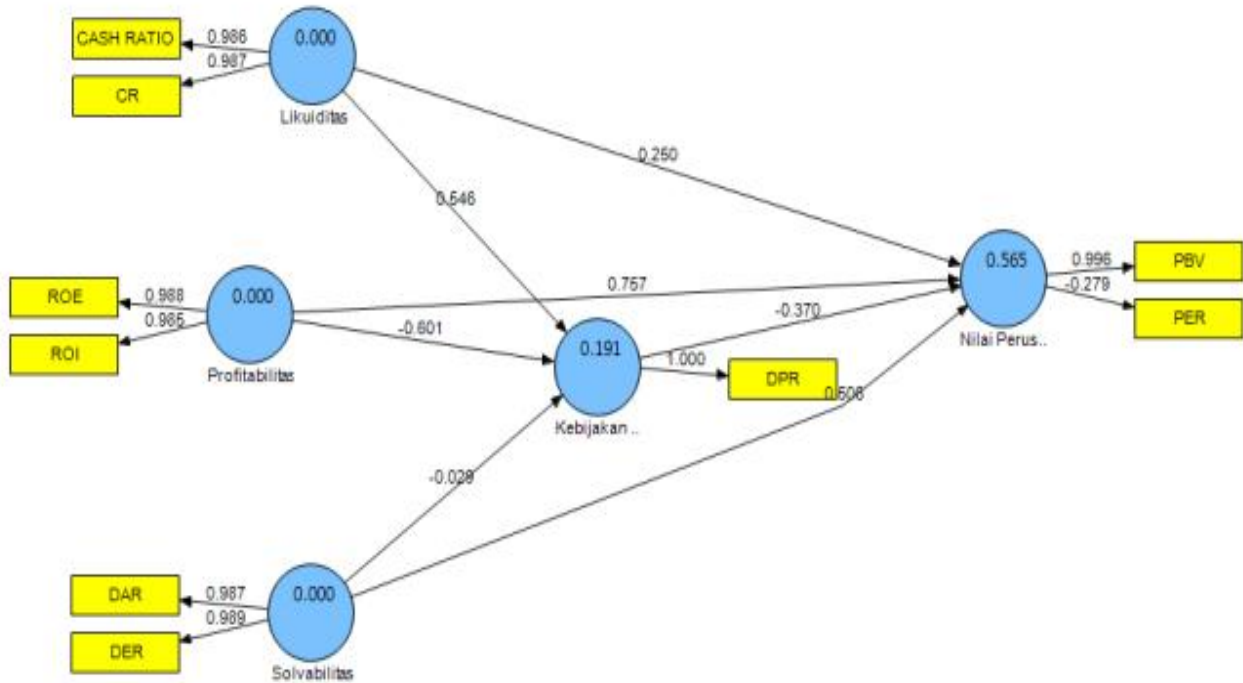 CASH RATIO
0.986
0.987
CR
0.000
Likuiditas
0.250
0.546
ROE
0.988
0.985
ROI
0.000
Profitabilitas
0.757
-0.601
0.565
Nilai Perus..
0.996
-0.279
PBV
PER
-0.370
0.191
Kebijakan ..
1.000
DPR
-0.029
DAR
0.987
0.989
DER
0.000
Solvabilitas